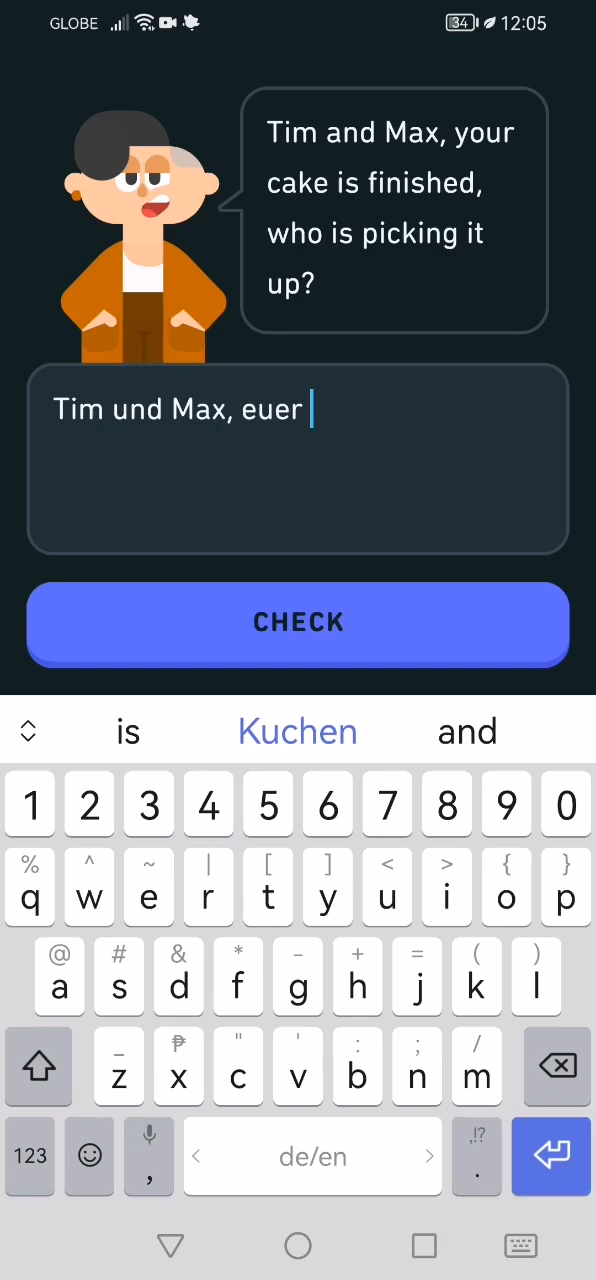 GLOBE 34 12:05
Tim and Max, your
cake is finished,
who is picking it
up?
Tim und Max, euer
CHECK
is Kuchen and
1 2 3 4 5 6 7 8 9 0
% ^ ~ | [ ] < > { }
q w e r t y u i o p
@ # & * - + = ( )
a s d f g h j k l
_ ₱ " ' : ; /
z x c v b n m
,!?
123 , < de/en > .